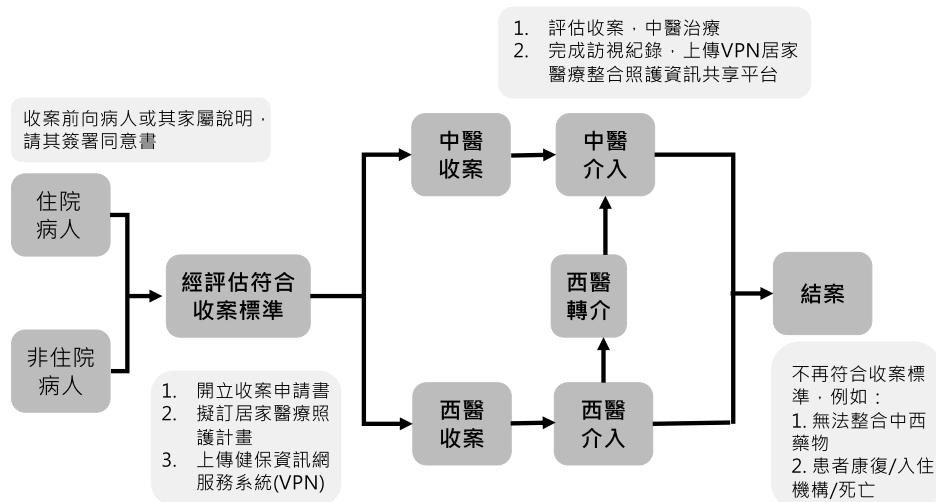 1. 評估收案，中醫治療
2. 完成訪視紀錄，上傳VPN居家
醫療整合照護資訊共享平台
收案前向病人或其家屬說明，
請其簽署同意書
住院
病人
非住院
病人
經評估符合
收案標準
1. 開立收案申請書
2. 擬訂居家醫療照
護計畫
3. 上傳健保資訊網
服務系統(VPN)
中醫
收案
中醫
介入
西醫
轉介
西醫
收案
西醫
介入
結案
不再符合收案標
準，例如：
1. 無法整合中西
藥物
2. 患者康復/入住
機構/死亡